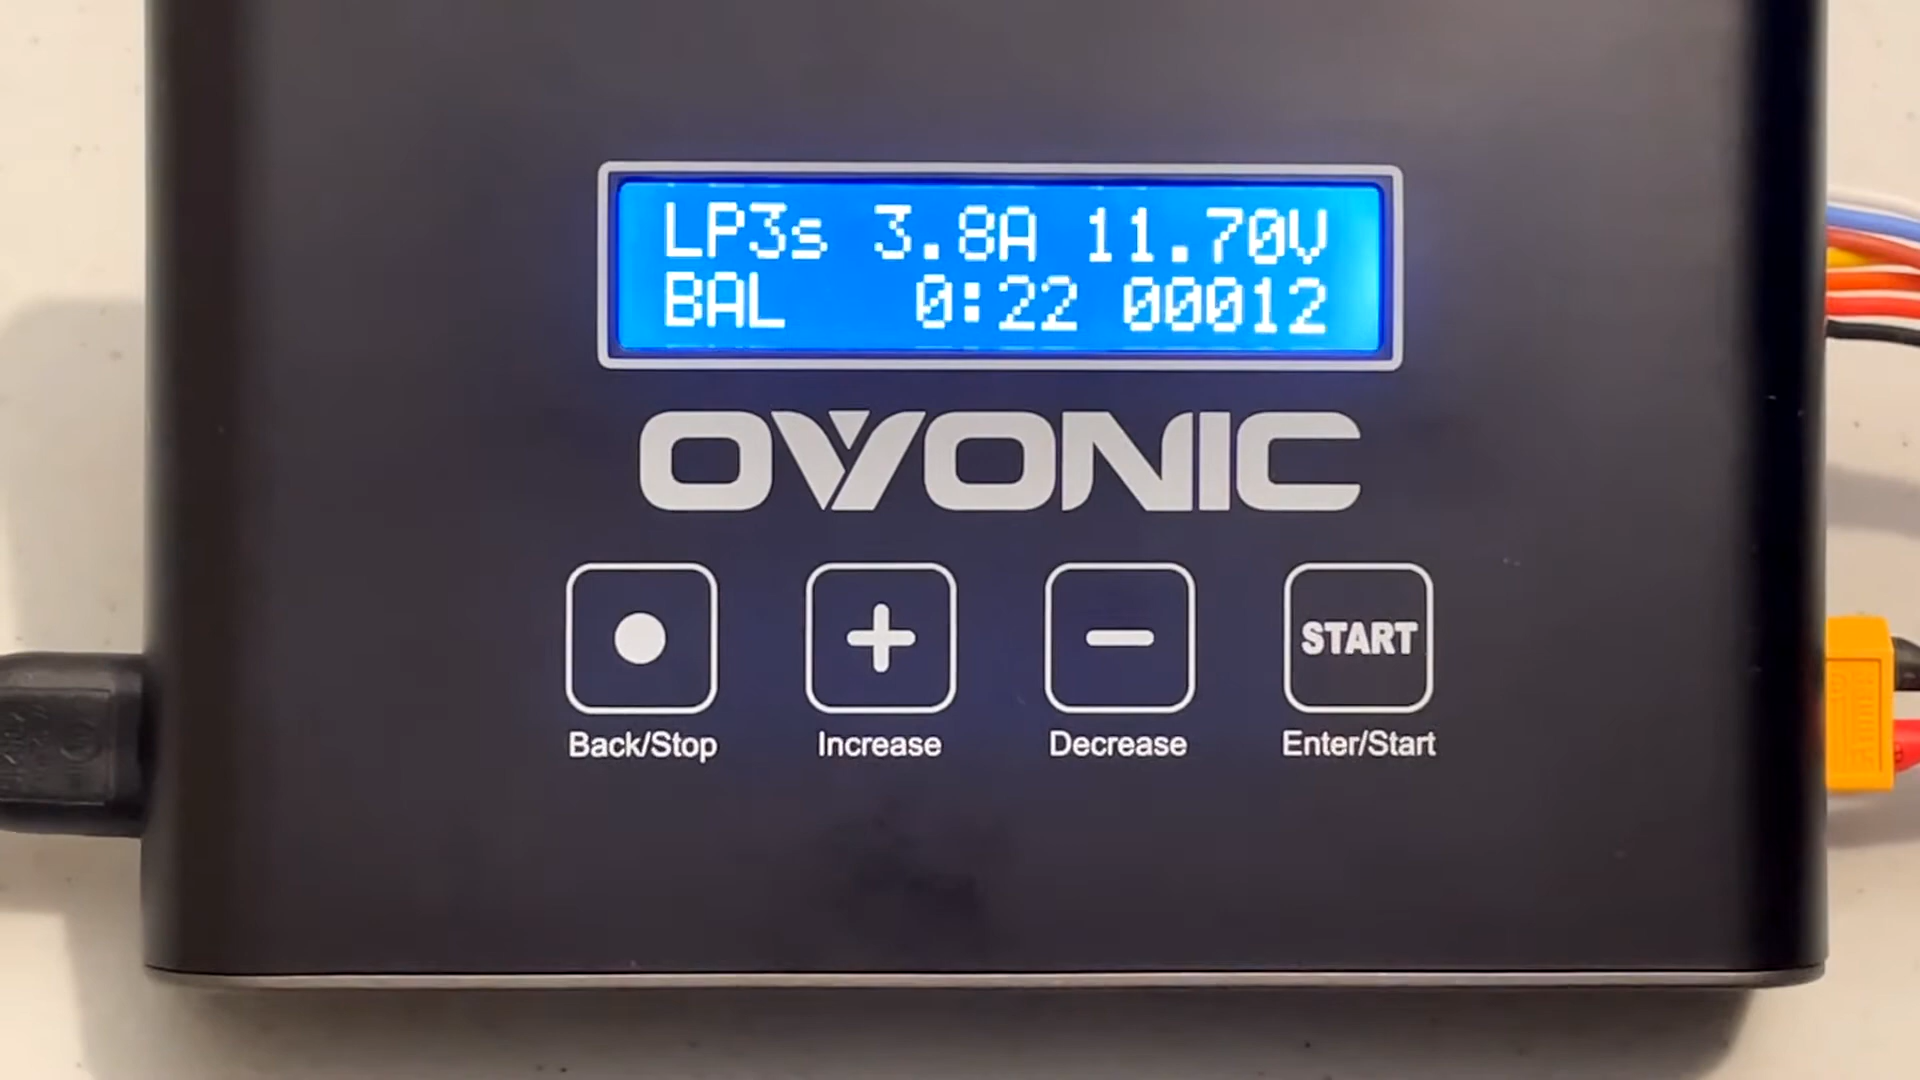 LP3s 3.8A 11.70V
BAL 0:22 00012
OVONIC
START
Back/Stop Increase Decrease Enter/Start